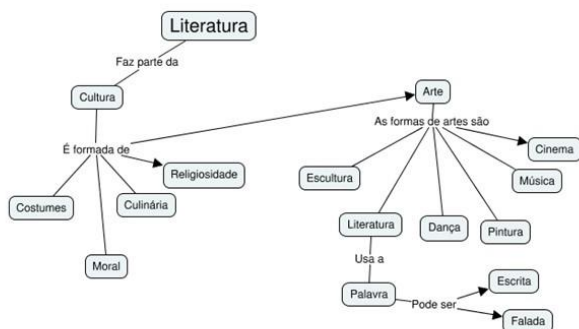 Literatura
Faz parte da
Cultura
É formada de
Religiosidade
Costumes
Culinária
Moral
Arte
As formas de artes são
Cinema
Música
Escultura
Literatura
Dança
Pintura
Usa a
Palavra
Pode ser
Escrita
Falada